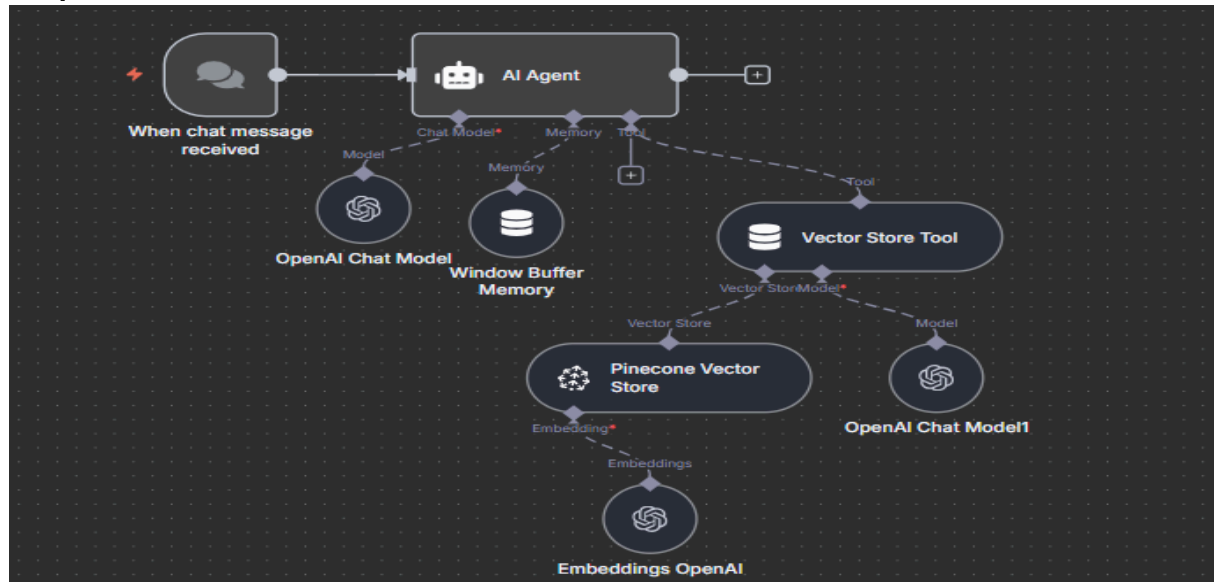 AI Agent
When chat message
received
Chat Model*
Memory
Tool
Model
Memory
Tool
OpenAI Chat Model
Window Buffer
Memory
Vector Store Tool
Vector Store
Model*
Vector Store
Model
Pinecone Vector
Store
OpenAI Chat Model1
Embedding*
Embeddings
Embeddings OpenAI